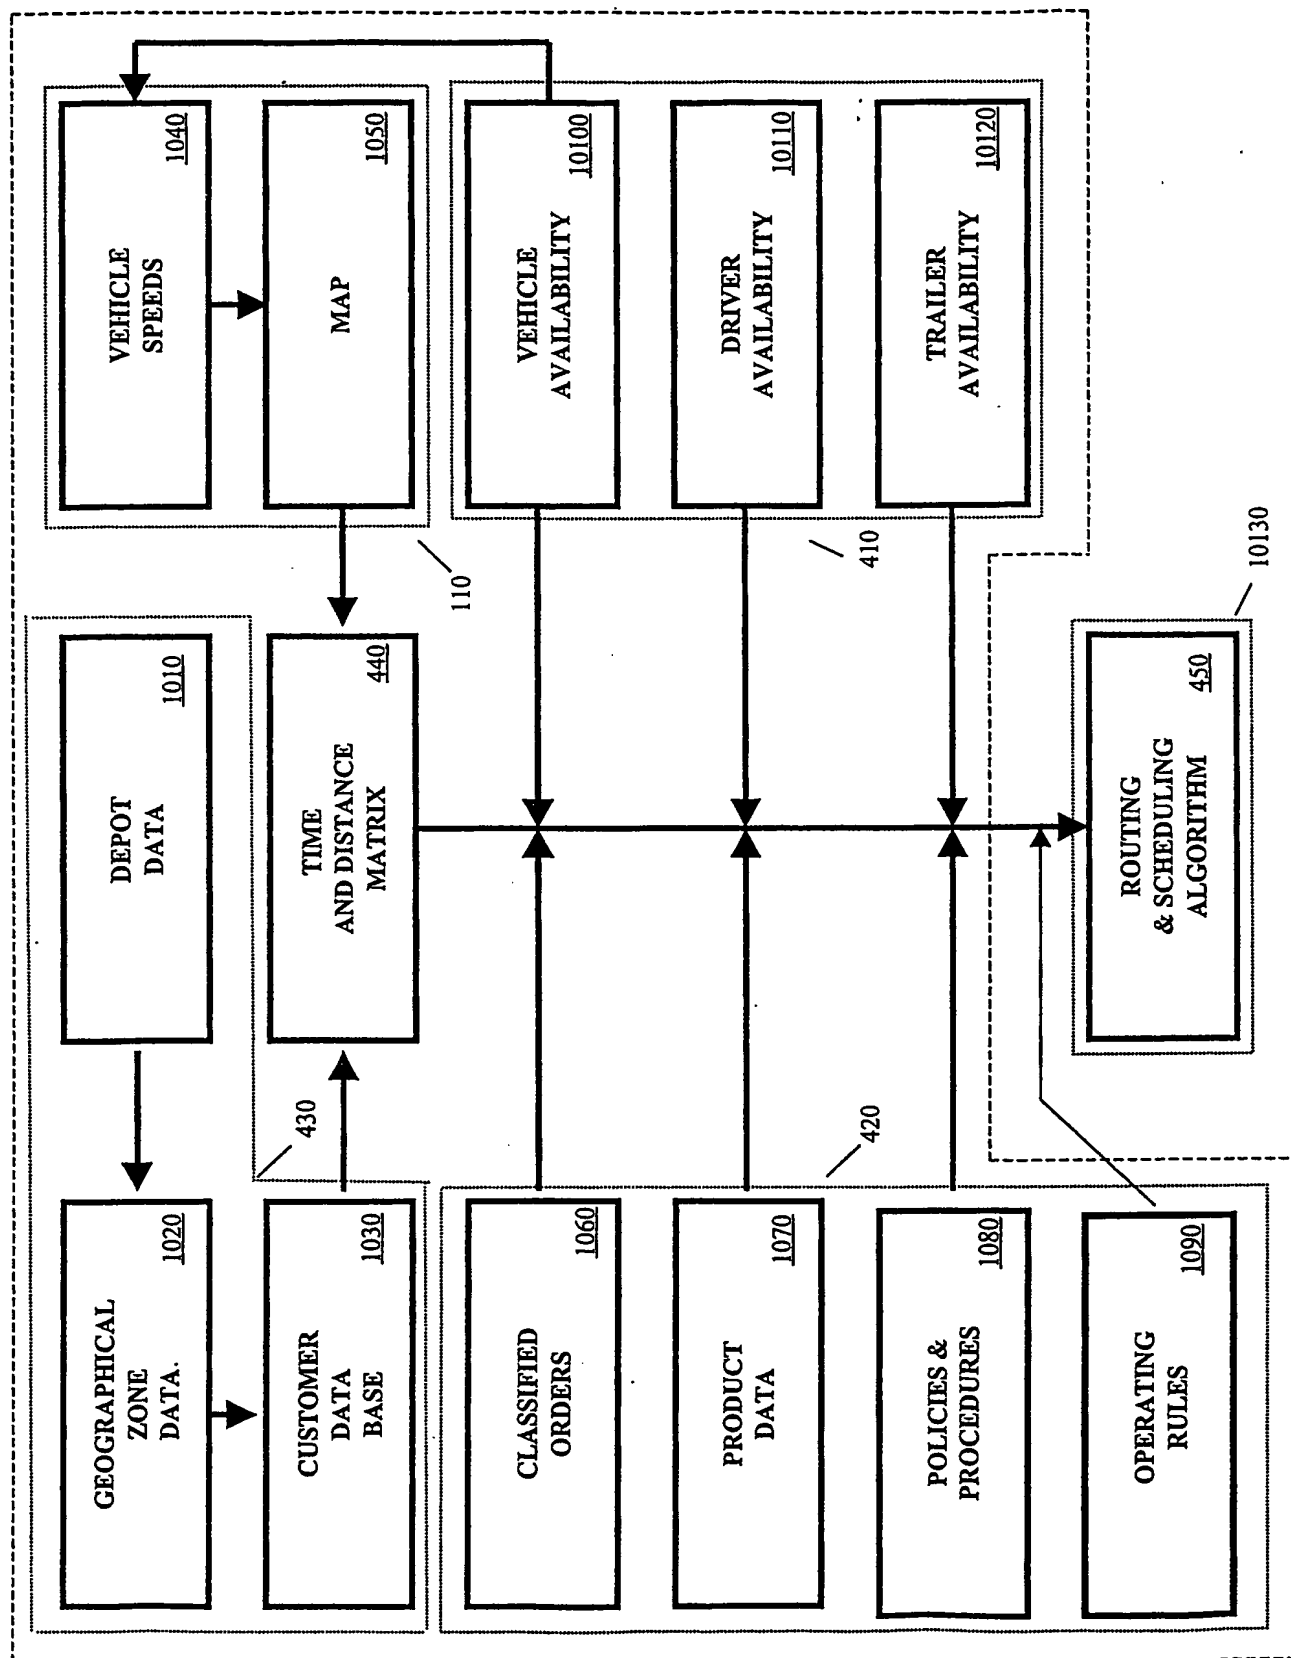 GEOGRAPHICAL
ZONE
DATA.
1020
DEPOT
DATA
1010
VEHICLE
SPEEDS
1040
CUSTOMER
DATA
BASE
1030
430
TIME
AND DISTANCE
MATRIX
440
MAP
1050
110
CLASSIFIED
ORDERS
1060
VEHICLE
AVAILABILITY
10100
PRODUCT
DATA
1070
420
410
DRIVER
AVAILABILITY
10110
POLICIES &
PROCEDURES
1080
TRAILER
AVAILABILITY
10120
OPERATING
RULES
1090
ROUTING
& SCHEDULING
ALGORITHM
450
10130